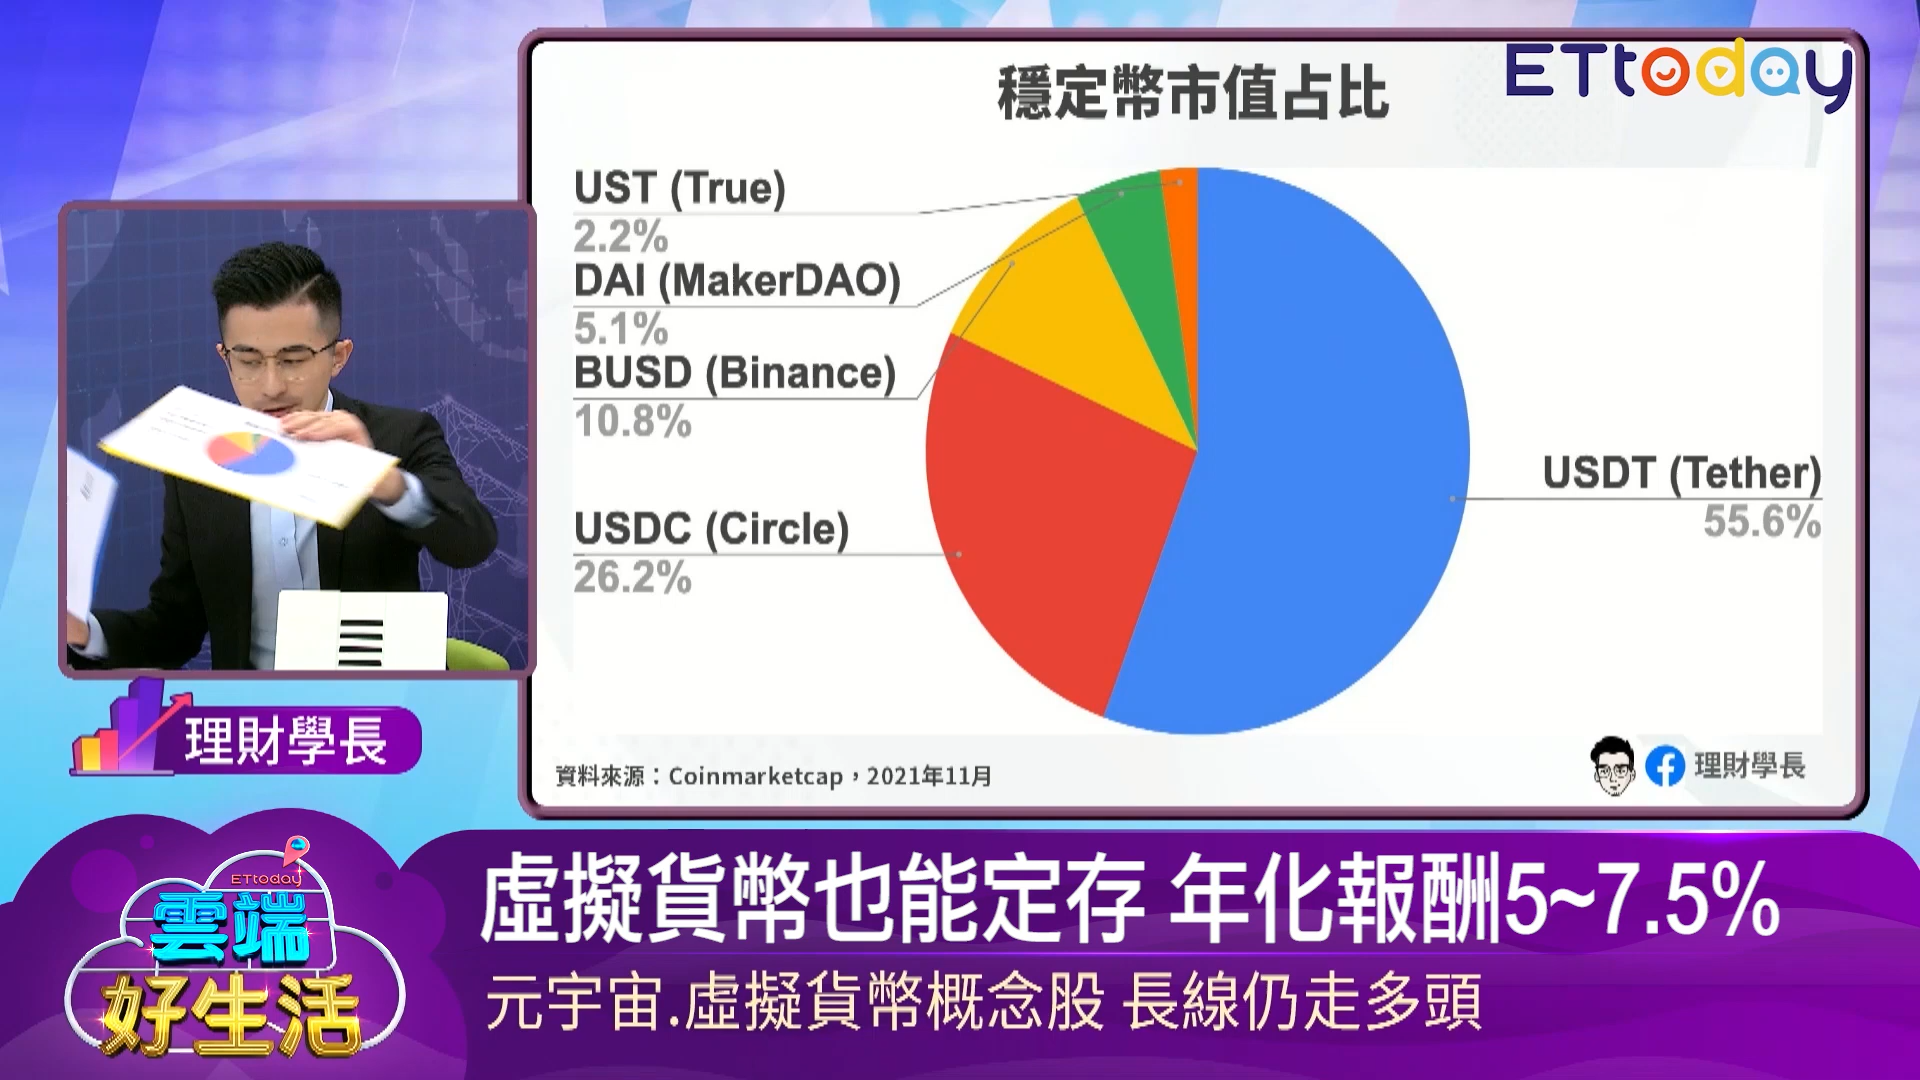 ETtoday
穩定幣市值占比
UST (True)
2.2%
DAI (MakerDAO)
5.1%
BUSD (Binance)
10.8%
USDC (Circle)
26.2%
USDT (Tether)
55.6%
資料來源：Coinmarketcap，2021年11月
理財學長
理財學長
ETtoday
雲端
好生活
虛擬貨幣也能定存 年化報酬5~7.5%
元宇宙.虛擬貨幣概念股 長線仍走多頭